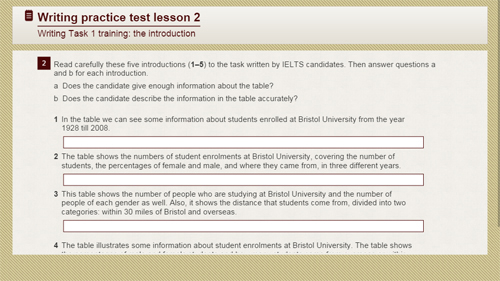 Writing practice test lesson 2
Writing Task 1 training: the introduction
2 Read carefully these five introductions (1–5) to the task written by IELTS candidates. Then answer questions a
and b for each introduction.
a Does the candidate give enough information about the table?
b Does the candidate describe the information in the table accurately?
1 In the table we can see some information about students enrolled at Bristol University from the year
1928 till 2008.
2 The table shows the numbers of student enrolments at Bristol University, covering the number of
students, the percentages of female and male, and where they came from, in three different years.
3 This table shows the number of people who are studying at Bristol University and the number of
people of each gender as well. Also, it shows the distance that students come from, divided into two
categories: within 30 miles of Bristol and overseas.
4 The table illustrates some information about student enrolments at Bristol University. The table shows